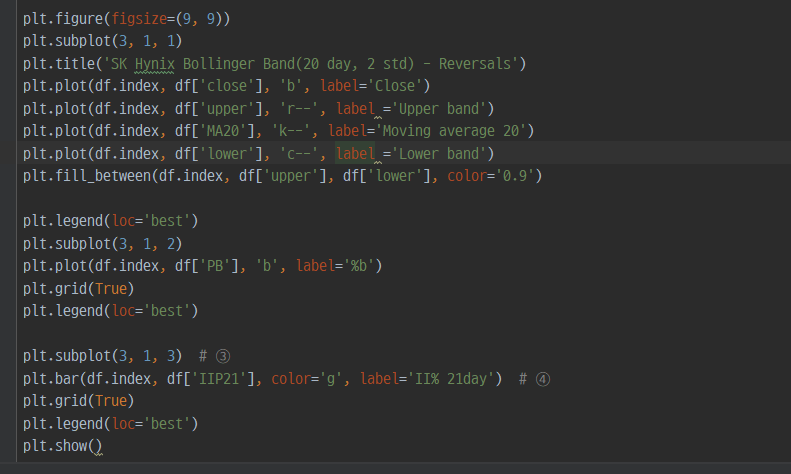 plt.figure(figsize=(9, 9))
plt.subplot(3, 1, 1)
plt.title('SK Hynix Bollinger Band(20 day, 2 std) - Reversals')
plt.plot(df.index, df['close'], 'b', label='Close')
plt.plot(df.index, df['upper'], 'r--', label ='Upper band')
plt.plot(df.index, df['MA20'], 'k--', label='Moving average 20')
plt.plot(df.index, df['lower'], 'c--', label ='Lower band')
plt.fill_between(df.index, df['upper'], df['lower'], color='0.9')
plt.legend(loc='best')
plt.subplot(3, 1, 2)
plt.plot(df.index, df['PB'], 'b', label='%b')
plt.grid(True)
plt.legend(loc='best')
plt.subplot(3, 1, 3)  # ③
plt.bar(df.index, df['IIP21'], color='g', label='II% 21day')  # ④
plt.grid(True)
plt.legend(loc='best')
plt.show()